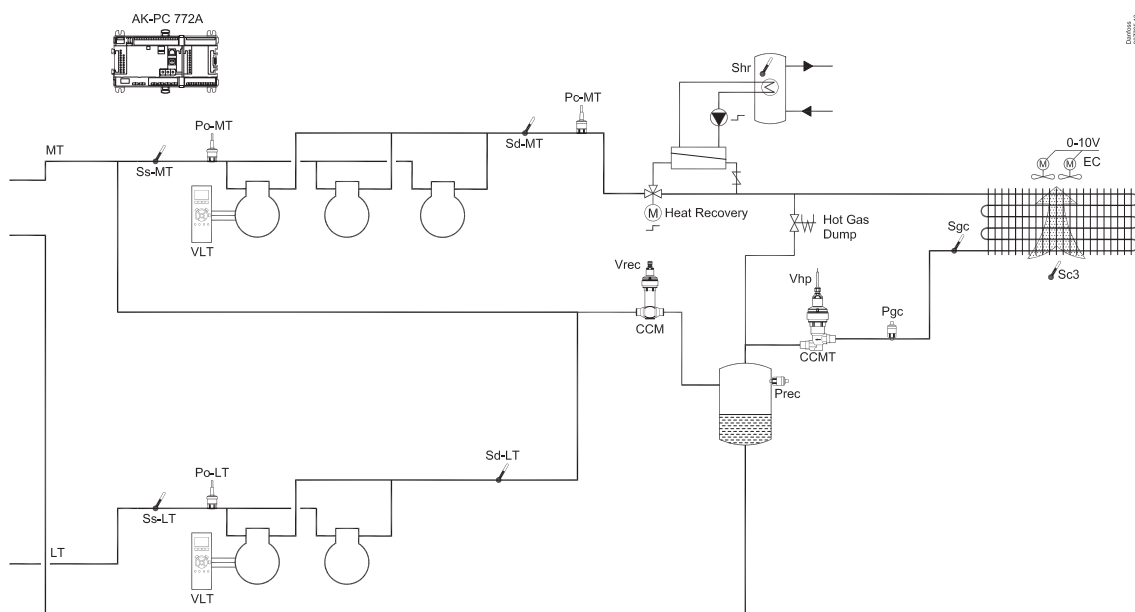 AK-PC 772A
Danfoss
Shr
Pc-MT
Po-MT
Sd-MT
MT
Ss-MT
0-10V
M
M
EC
M
Heat Recovery
Hot Gas
Dump
Sgc
VLT
Sc3
Vrec
Vhp
Pgc
CCM
CCMT
Prec
Sd-LT
Po-LT
Ss-LT
LT
VLT